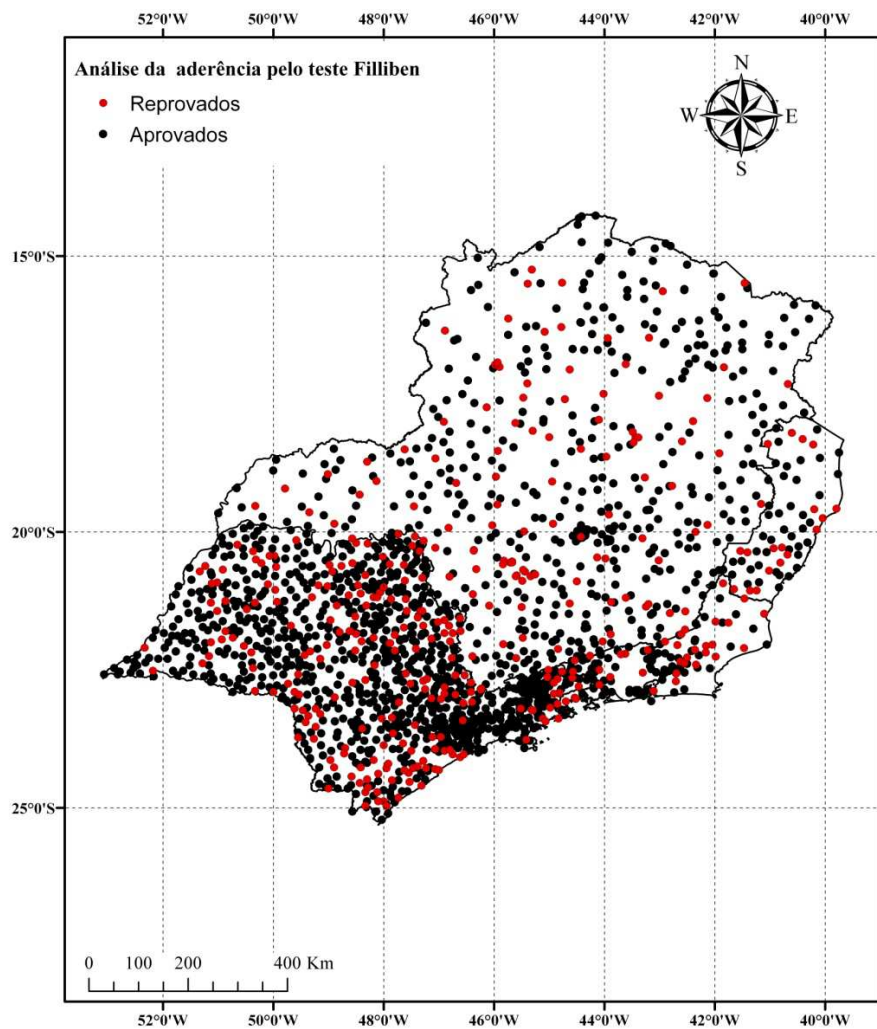 52°0'W 50°0'W 48°0'W 46°0'W 44°0'W 42°0'W 40°0'W
Análise da aderência pelo teste Filliben
Reprovados
Aprovados
N
W E
S
15°0'S
20°0'S
25°0'S
0 100 200 400 Km
52°0'W 50°0'W 48°0'W 46°0'W 44°0'W 42°0'W 40°0'W